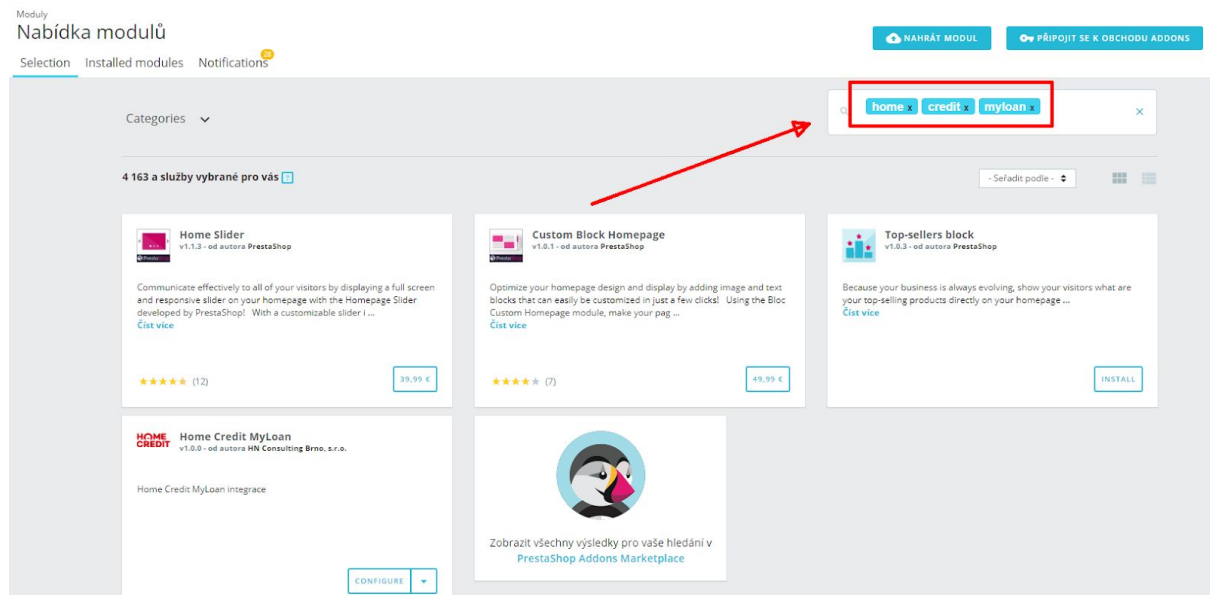 Moduly
Nabídka modulů
NAHRÁT MODUL
PŘIPOJIT SE K OBCHODU ADDONS
Selection Installed modules Notifications 28
Categories
home x credit x myloan x
×
4 163 a služby vybrané pro vás
- Seřadit podle -
Home Slider
v1.1.3 - od autora PrestaShop
Communicate effectively to all of your visitors by displaying a full screen
and responsive slider on your homepage with the Homepage Slider
developed by PrestaShop! With a customizable slider i ...
Číst více
(12)
39,99 €
Custom Block Homepage
v1.0.1 - od autora PrestaShop
Optimize your homepage design and display by adding image and text
blocks that can easily be customized in just a few clicks! Using the Bloc
Custom Homepage module, make your pag ...
Číst více
(7)
49,99 €
Top-sellers block
v1.0.3 - od autora PrestaShop
Because your business is always evolving, show your visitors what are
your top-selling products directly on your homepage ...
Číst více
INSTALL
HOME
CREDIT
Home Credit MyLoan
v1.0.0 - od autora HN Consulting Brno, s.r.o.
Home Credit MyLoan integrace
CONFIGURE
Zobrazit všechny výsledky pro vaše hledání v
PrestaShop Addons Marketplace